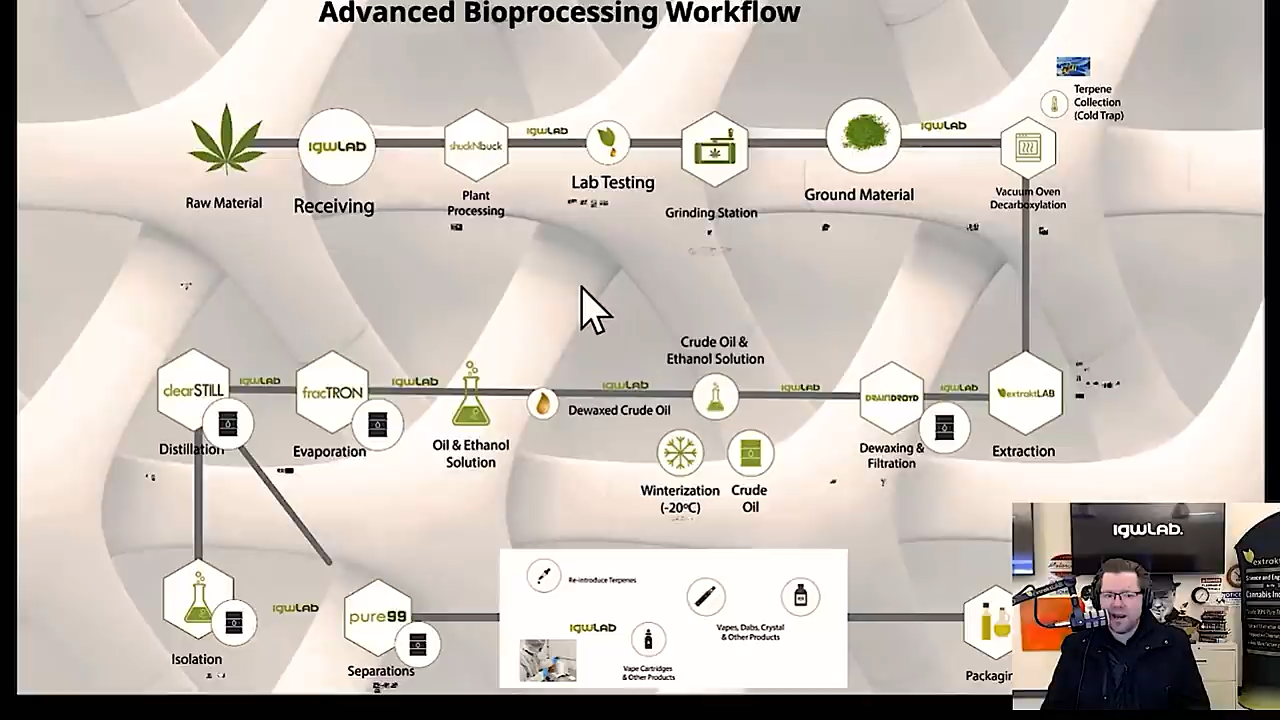 Advanced Bioprocessing Workflow
Terpene
Collection
(Cold Trap)
IGWLAB
IGWLAB
IGWLAB
shuckNbuck
Raw Material
Receiving
Plant
Processing
Lab Testing
Grinding Station
Ground Material
Vacuum Oven
Decarboxylation
Crude Oil &
Ethanol Solution
clearSTILL
IGWLAB
fracTRON
IGWLAB
IGWLAB
IGWLAB
DRAINDROYD
IGWLAB
extraktLAB
Dewaxed Crude Oil
Distillation
Evaporation
Oil & Ethanol
Solution
Dewaxing &
Filtration
Extraction
Winterization
(-20ºC)
Crude
Oil
IGWLAB
pure99
Isolation
Separations
Re-introduce Terpenes
IGWLAB
Vape Cartridges
& Other Products
Vapes, Dabs, Crystal
& Other Products
IGWLAB.